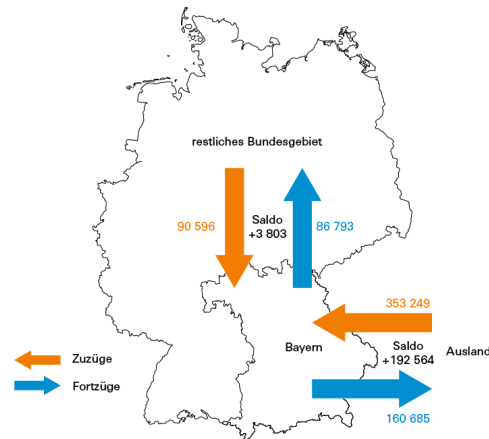 restliches Bundesgebiet
90 596
Saldo
+3 803
86 793
353 249
Bayern
Saldo
+192 564
Ausland
160 685
Zuzüge
Fortzüge